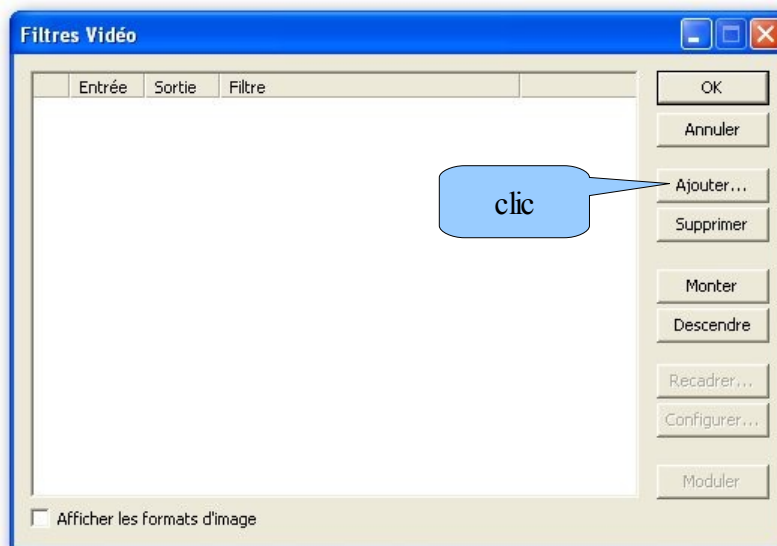 Filtres Vidéo
Entrée Sortie Filtre
OK
Annuler
clic
Ajouter...
Supprimer
Monter
Descendre
Recadrer...
Configurer...
Moduler
Afficher les formats d'image